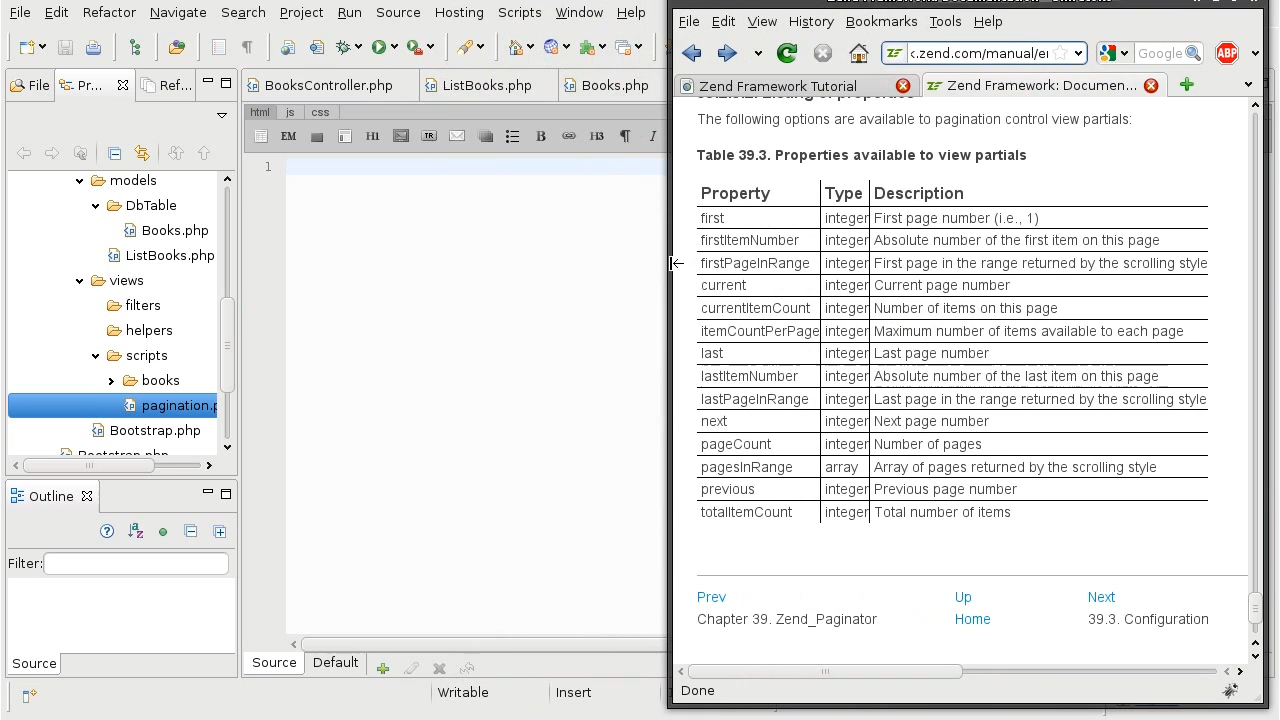 File Edit Source Navigate Search Project Run Source Hosting Scripts Window Help
File Edit View History Bookmarks Tools Help
c.zend.com/manual/e
Google
ABP
File Pr... Ref...
BooksController.php ListBooks.php Books.php
Zend Framework Tutorial
Zend Framework: Documen...
html js css
EM H1 TR B H3 ¶ I
1
models
DbTable
Books.php
ListBooks.php
views
filters
helpers
scripts
books
pagination.p
Bootstrap.php
Outline
Filter:
Source
Source Default
Writable Insert
The following options are available to pagination control view partials:
Table 39.3. Properties available to view partials
Property Type Description
first integer First page number (i.e., 1)
firstItemNumber integer Absolute number of the first item on this page
firstPageInRange integer First page in the range returned by the scrolling style
current integer Current page number
currentItemCount integer Number of items on this page
itemCountPerPage integer Maximum number of items available to each page
last integer Last page number
lastItemNumber integer Absolute number of the last item on this page
lastPageInRange integer Last page in the range returned by the scrolling style
next integer Next page number
pageCount integer Number of pages
pagesInRange array Array of pages returned by the scrolling style
previous integer Previous page number
totalItemCount integer Total number of items
Prev Up Next
Chapter 39. Zend_Paginator Home 39.3. Configuration
Done